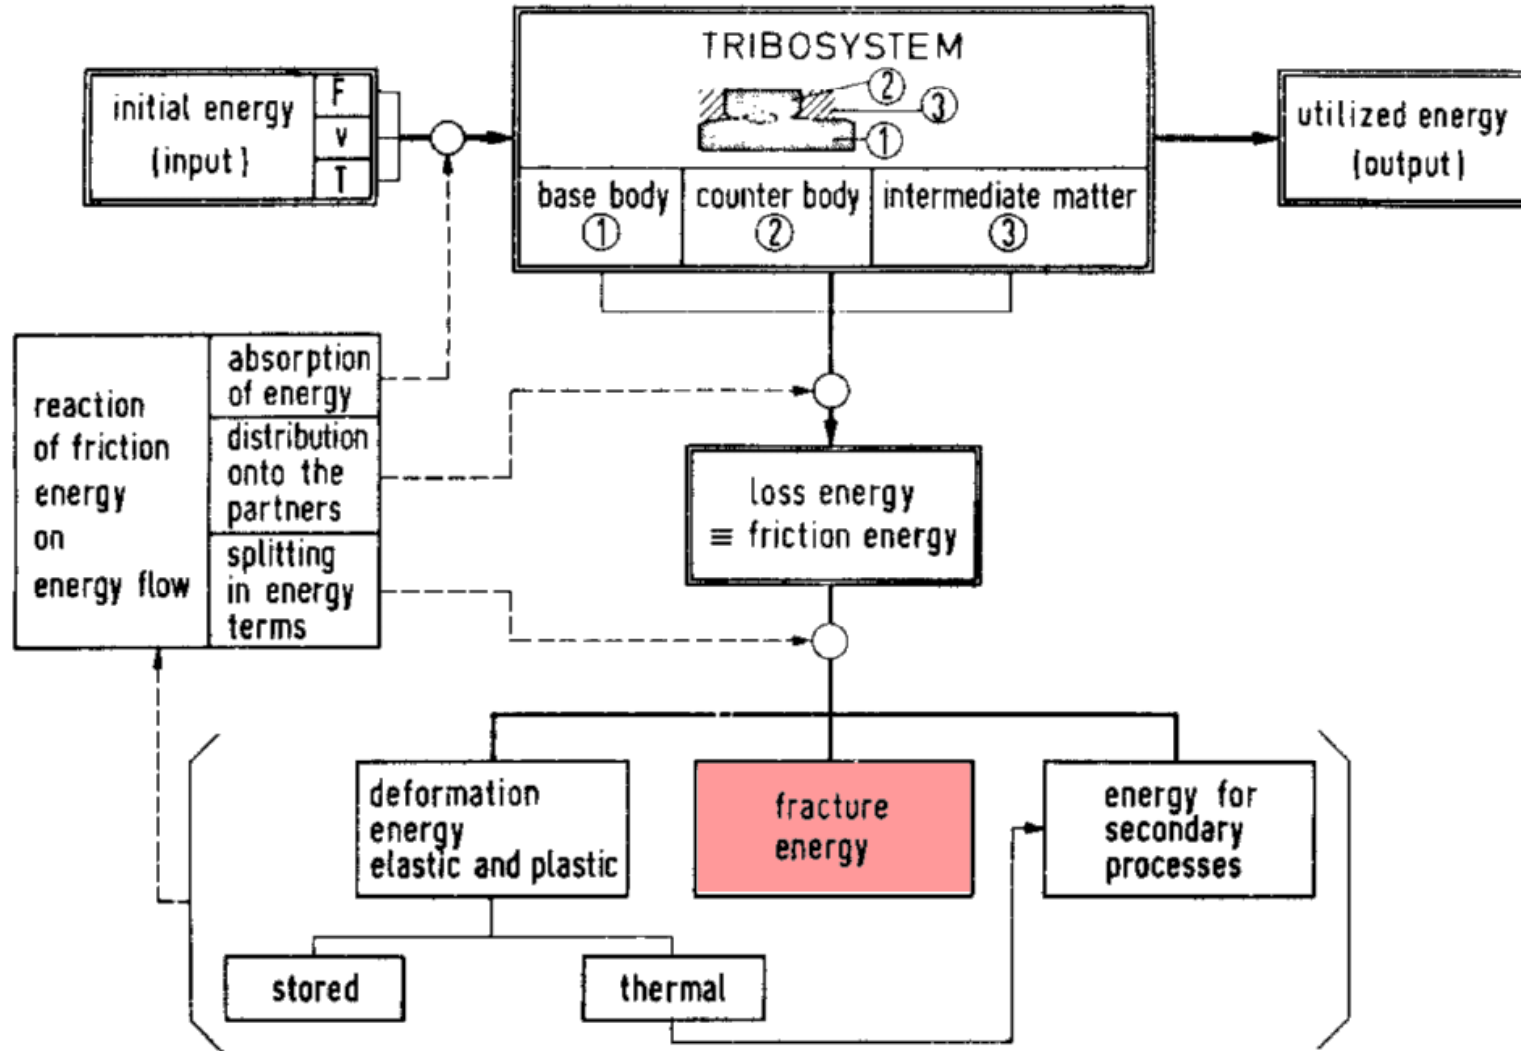 TRIBOSYSTEM
②
③
①
initial energy
(input)
F
v
T
base body
①
counter body
②
intermediate matter
③
utilized energy
(output)
reaction
of friction
energy
on
energy flow
absorption
of energy
distribution
onto the
partners
splitting
in energy
terms
loss energy
≡ friction energy
deformation
energy
elastic and plastic
fracture
energy
energy for
secondary
processes
stored
thermal